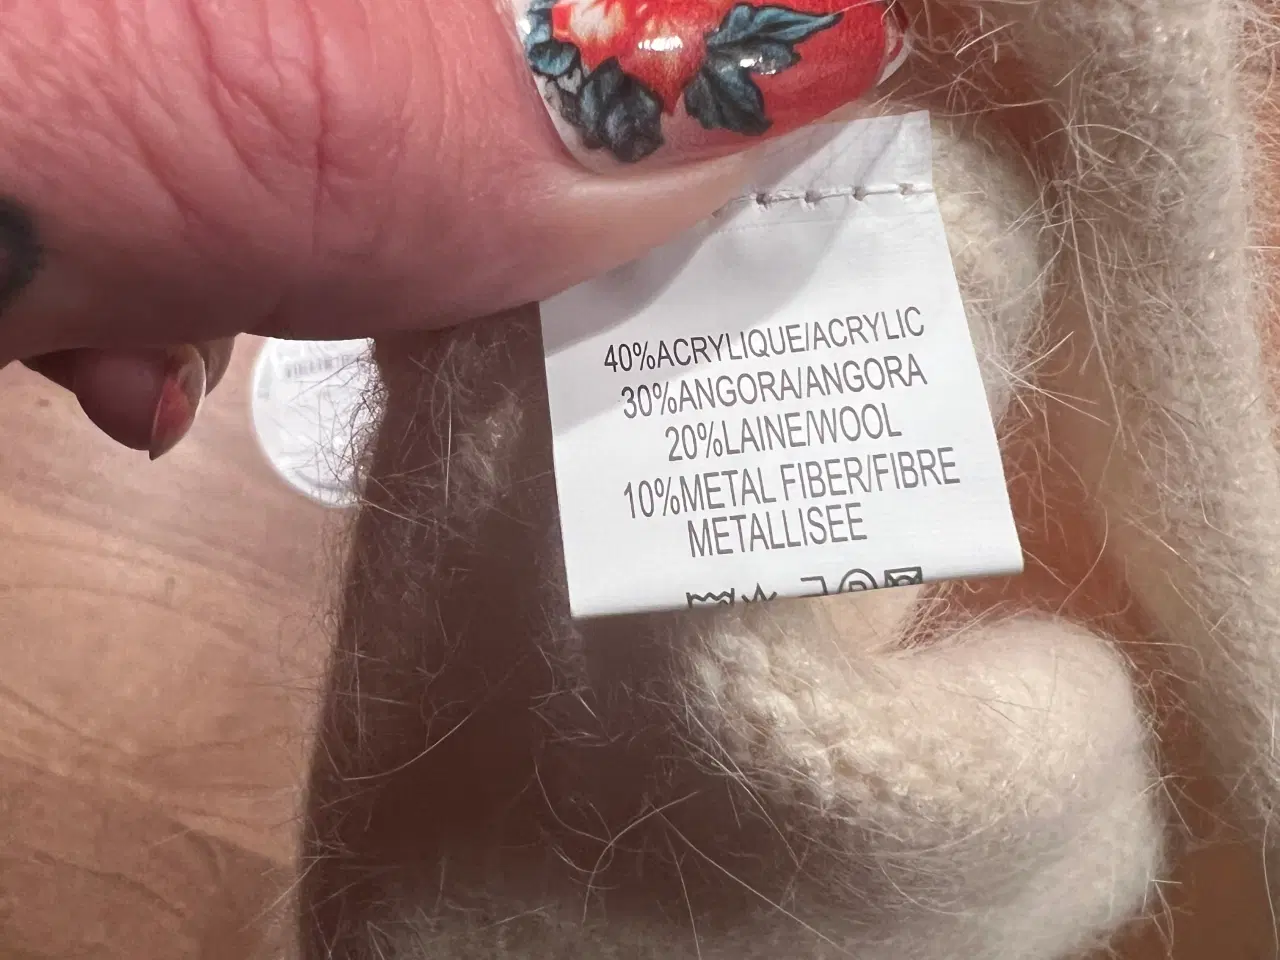 40%ACRYLIQUE/ACRYLIC
30%ANGORA/ANGORA
20%LAINE/WOOL
10%METAL FIBER/FIBRE
METALLISEE